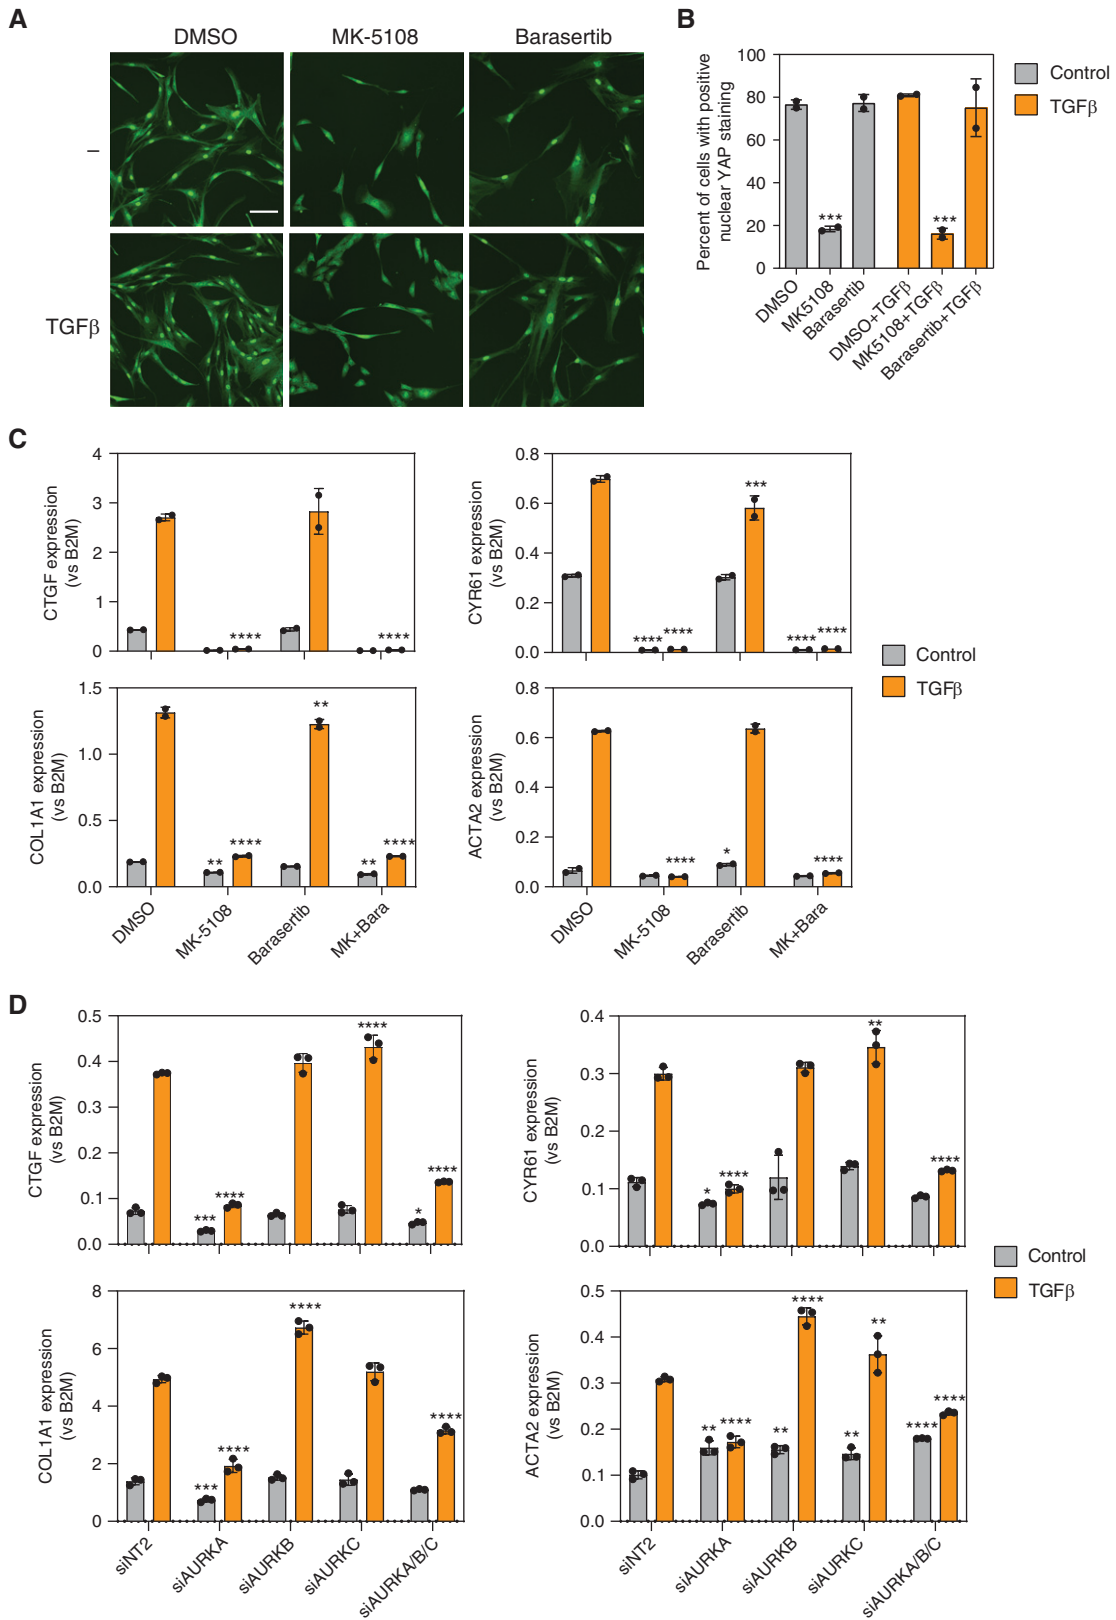 A
DMSO
MK-5108
Barasertib
–
TGFβ
B
Percent of cells with positive
nuclear YAP staining
100
80
60
40
20
0
***
***
DMSO
MK5108
Barasertib
DMSO+TGFβ
MK5108+TGFβ
Barasertib+TGFβ
Control
TGFβ
C
CTGF expression
(vs B2M)
4
3
2
1
0
****
****
CYR61 expression
(vs B2M)
0.8
0.6
0.4
0.2
0.0
****
****
***
****
****
Control
TGFβ
COL1A1 expression
(vs B2M)
1.5
1.0
0.5
0.0
**
****
**
**
****
DMSO
MK-5108
Barasertib
MK+Bara
ACTA2 expression
(vs B2M)
0.8
0.6
0.4
0.2
0.0
****
*
****
DMSO
MK-5108
Barasertib
MK+Bara
D
CTGF expression
(vs B2M)
0.5
0.4
0.3
0.2
0.1
0.0
***
****
****
*
****
CYR61 expression
(vs B2M)
0.4
0.3
0.2
0.1
0.0
*
****
**
****
Control
TGFβ
COL1A1 expression
(vs B2M)
8
6
4
2
0
***
****
****
****
siNT2
siAURKA
siAURKB
siAURKC
siAURKA/B/C
ACTA2 expression
(vs B2M)
0.5
0.4
0.3
0.2
0.1
0.0
**
****
**
****
**
**
****
****
siNT2
siAURKA
siAURKB
siAURKC
siAURKA/B/C